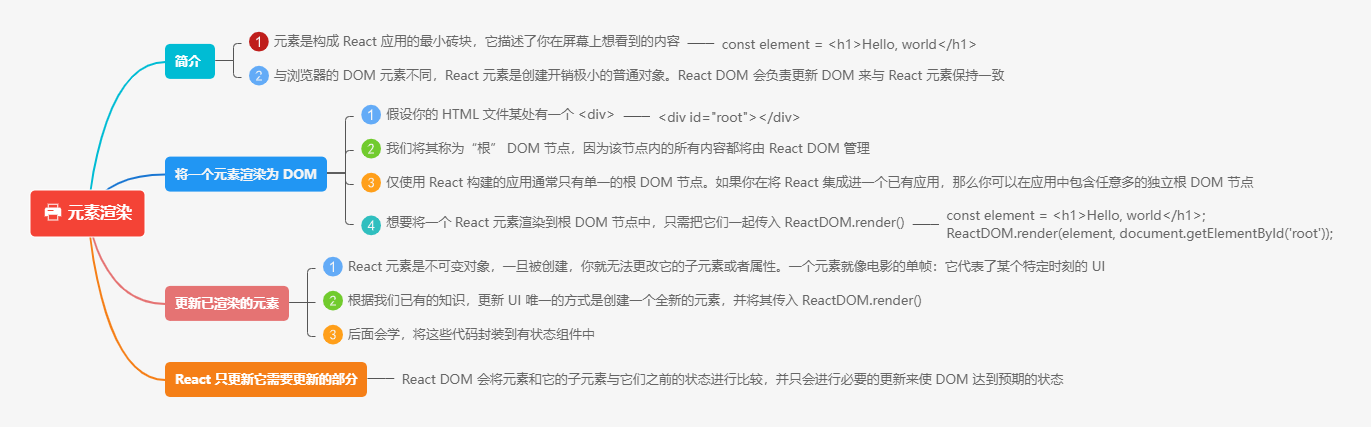 元素渲染
简介
1 元素是构成 React 应用的最小砖块，它描述了你在屏幕上想看到的内容
const element = <h1>Hello, world</h1>
2 与浏览器的 DOM 元素不同，React 元素是创建开销极小的普通对象。React DOM 会负责更新 DOM 来与 React 元素保持一致
将一个元素渲染为 DOM
1 假设你的 HTML 文件某处有一个 <div>
<div id="root"></div>
2 我们将其称为“根” DOM 节点，因为该节点内的所有内容都将由 React DOM 管理
3 仅使用 React 构建的应用通常只有单一的根 DOM 节点。如果你在将 React 集成进一个已有应用，那么你可以在应用中包含任意多的独立根 DOM 节点
4 想要将一个 React 元素渲染到根 DOM 节点中，只需把它们一起传入 ReactDOM.render()
const element = <h1>Hello, world</h1>;
ReactDOM.render(element, document.getElementById('root'));
更新已渲染的元素
1 React 元素是不可变对象，一旦被创建，你就无法更改它的子元素或者属性。一个元素就像电影的单帧：它代表了某个特定时刻的 UI
2 根据我们已有的知识，更新 UI 唯一的方式是创建一个全新的元素，并将其传入 ReactDOM.render()
3 后面会学，将这些代码封装到有状态组件中
React 只更新它需要更新的部分
React DOM 会将元素和它的子元素与它们之前的状态进行比较，并只会进行必要的更新来使 DOM 达到预期的状态